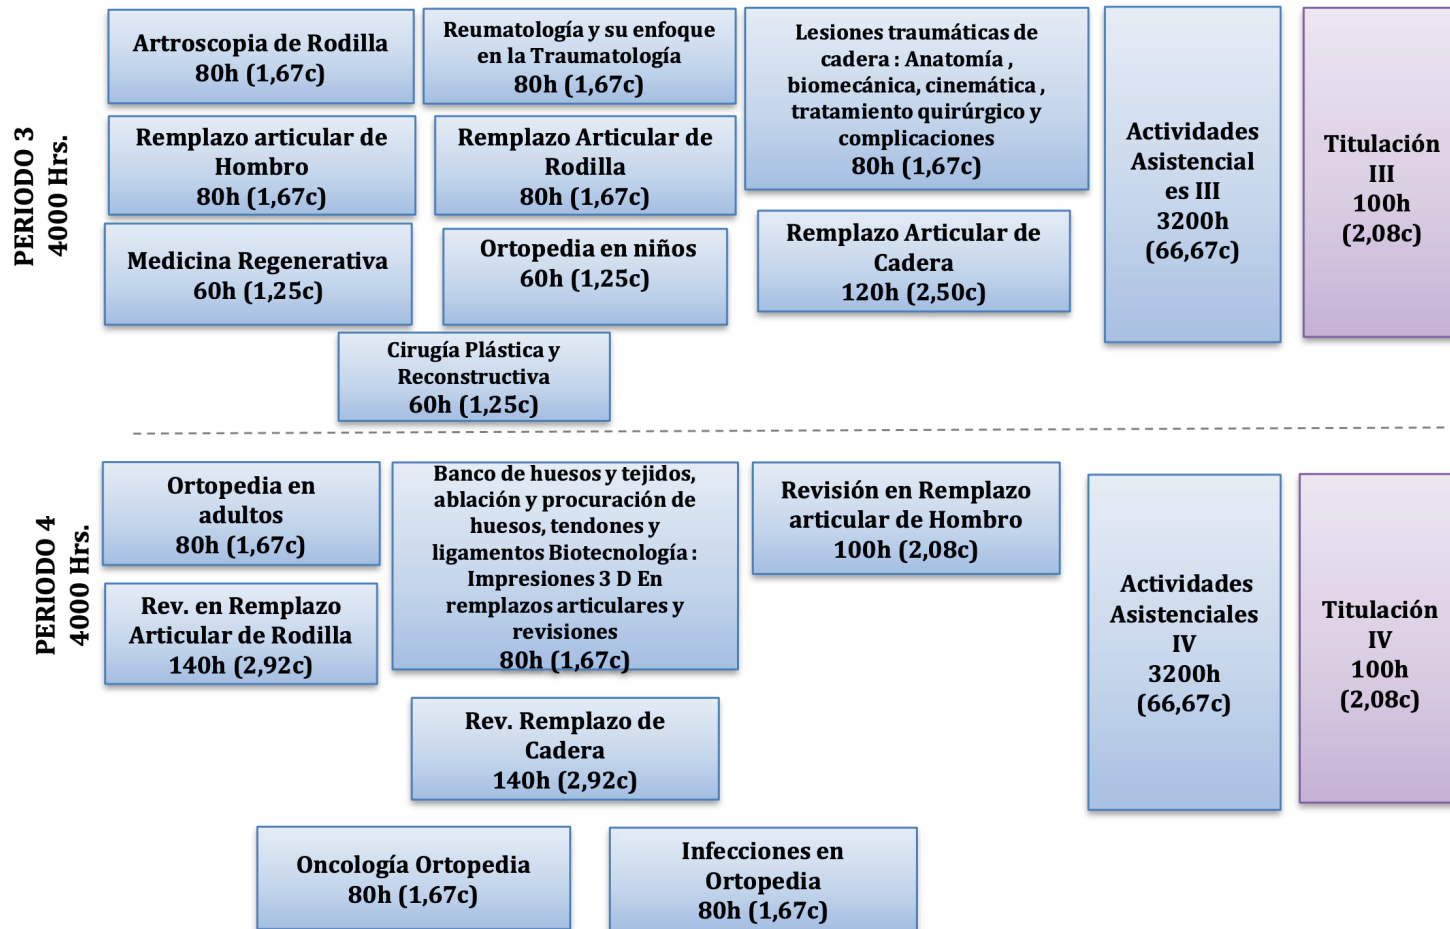 PERIODO 3
4000 Hrs.
Artroscopia de Rodilla
80h (1,67c)
Reumatología y su enfoque
en la Traumatología
80h (1,67c)
Lesiones traumáticas de
cadera : Anatomía ,
biomecánica, cinemática ,
tratamiento quirúrgico y
complicaciones
80h (1,67c)
Actividades
Asistencial
es III
3200h
(66,67c)
Titulación
III
100h
(2,08c)
Remplazo articular de
Hombro
80h (1,67c)
Remplazo Articular de
Rodilla
80h (1,67c)
Medicina Regenerativa
60h (1,25c)
Ortopedia en niños
60h (1,25c)
Remplazo Articular de
Cadera
120h (2,50c)
Cirugía Plástica y
Reconstructiva
60h (1,25c)
PERIODO 4
4000 Hrs.
Ortopedia en
adultos
80h (1,67c)
Banco de huesos y tejidos,
ablación y procuración de
huesos, tendones y
ligamentos Biotecnología :
Impresiones 3 D En
remplazos articulares y
revisiones
80h (1,67c)
Revisión en Remplazo
articular de Hombro
100h (2,08c)
Actividades
Asistenciales
IV
3200h
(66,67c)
Titulación
IV
100h
(2,08c)
Rev. en Remplazo
Articular de Rodilla
140h (2,92c)
Rev. Remplazo de
Cadera
140h (2,92c)
Oncología Ortopedia
80h (1,67c)
Infecciones en
Ortopedia
80h (1,67c)